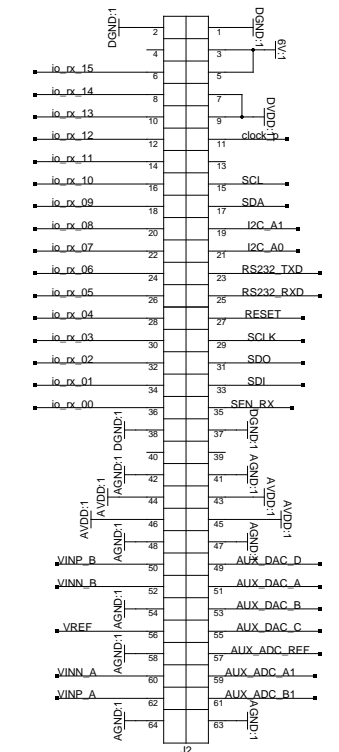 DGND:1 2 1 DGND:1
4 3 6V:1
io_rx_15 6 5
io_rx_14 8 7
io_rx_13 10 9 DVDD:1
io_rx_12 12 11 clock_p
io_rx_11 14 13
io_rx_10 16 15 SCL
io_rx_09 18 17 SDA
io_rx_08 20 19 I2C_A1
io_rx_07 22 21 I2C_A0
io_rx_06 24 23 RS232_TXD
io_rx_05 26 25 RS232_RXD
io_rx_04 28 27 RESET
io_rx_03 30 29 SCLK
io_rx_02 32 31 SDO
io_rx_01 34 33 SDI
io_rx_00 36 35 SEN_RX
DGND:1 38 37 DGND:1
40 39
AGND:1 42 41 AGND:1
AVDD:1 44 43 AVDD:1
AVDD:1 46 45 AVDD:1
AGND:1 48 47 AGND:1
VINP_B 50 49 AUX_DAC_D
VINN_B 52 51 AUX_DAC_A
AGND:1 54 53 AUX_DAC_B
VREF 56 55 AUX_DAC_C
AGND:1 58 57 AUX_ADC_REF
VINN_A 60 59 AUX_ADC_A1
VINP_A 62 61 AUX_ADC_B1
AGND:1 64 63 AGND:1
J2